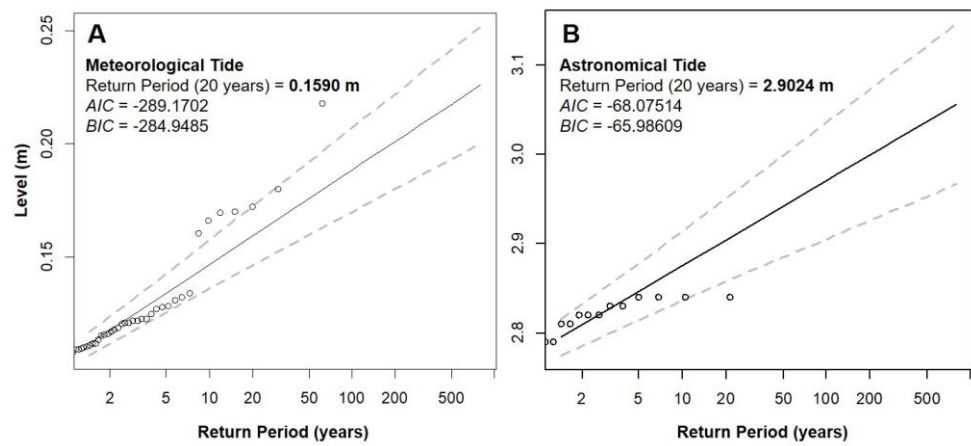 A
Meteorological Tide
Return Period (20 years) = 0.1590 m
AIC = -289.1702
BIC = -284.9485
Level (m)
0.25
0.20
0.15
2 5 10 20 50 100 200 500
Return Period (years)
B
Astronomical Tide
Return Period (20 years) = 2.9024 m
AIC = -68.07514
BIC = -65.98609
3.1
3.0
2.9
2.8
2 5 10 20 50 100 200 500
Return Period (years)